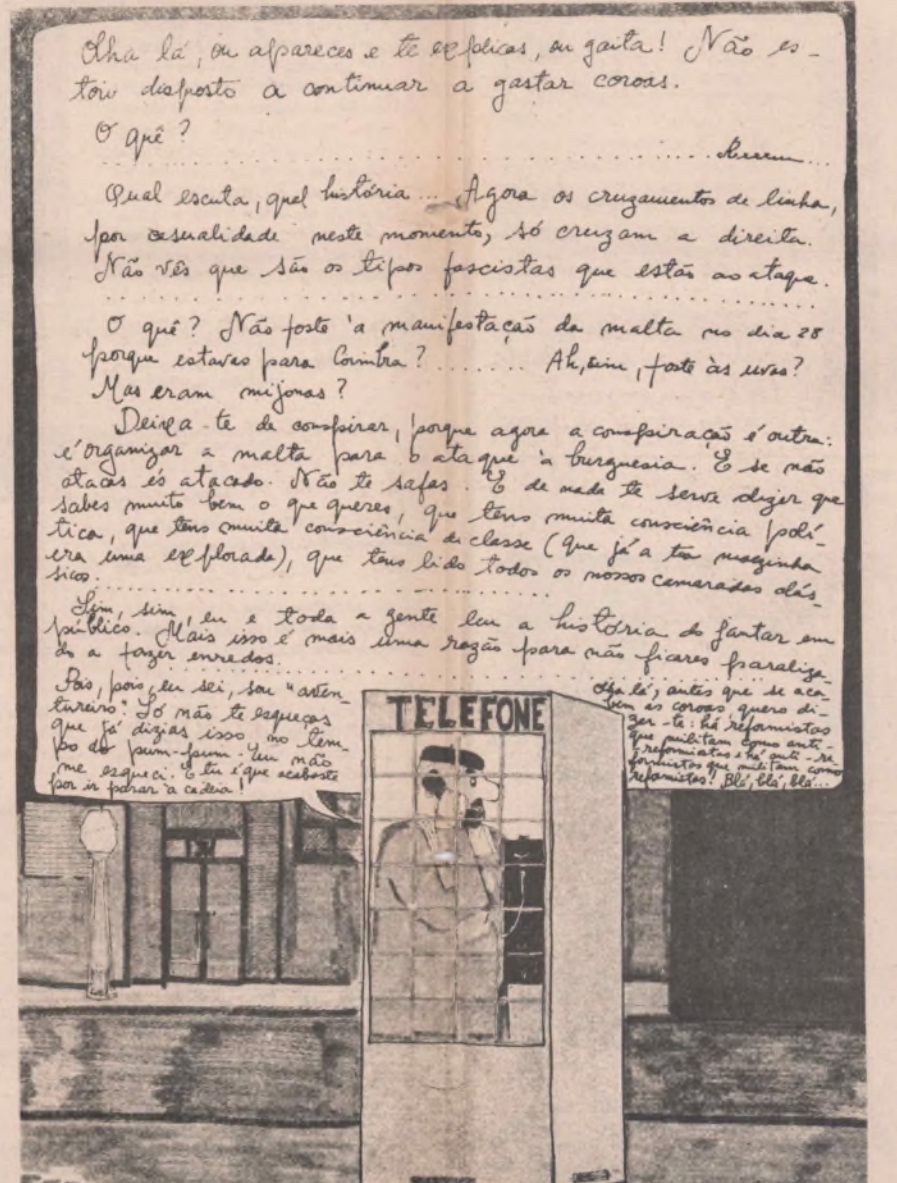 Olha lá, ou apareces e te explicas, ou gaita! Não es-
tou disposto a continuar a gastar coroas.
O quê?
Qual escuta, qual história... Agora os cruzamentos de linha,
por casualidade neste momento, só cruzam a direita.
Não vês que são os tipos fascistas que estão ao ataque.
O quê? Não foste à manifestação da malta no dia 28
porque estavas para Coimbra? ........ Ah, sim, foste às uvas?
Mas eram mijonas?
Deixa-te de conspirar, porque agora a conspiração é outra:
é organizar a malta para o ataque à burguesia. E se não
atacas és atacado. Não te safas. E de nada te serve dizer que
sabes muito bem o que queres, que tens muita consciência polí-
tica, que tens muita consciência de classe (que já a tua mãezinha
era uma explorada), que tens lido todos os nossos camaradas clás-
sicos.
Sim, sim, eu e toda a gente leu a história do jantar em
público. Mais isso é mais uma razão para não ficares paraliza-
do a fazer enredos.
Pois, pois, eu sei, sou "aven-
tureiro". Só não te esqueças
que já dizias isso no tem-
po do pum-pum. Eu não
me esqueci. E tu é que acabaste
por ir parar à cadeia!
Olha lá, antes que se aca-
bem as coroas quero di-
zer-te: há reformistas
que militam como anti-
-reformistas e há anti-re-
formistas que militam como
reformistas! Blá, blá, blá...
TELEFONE